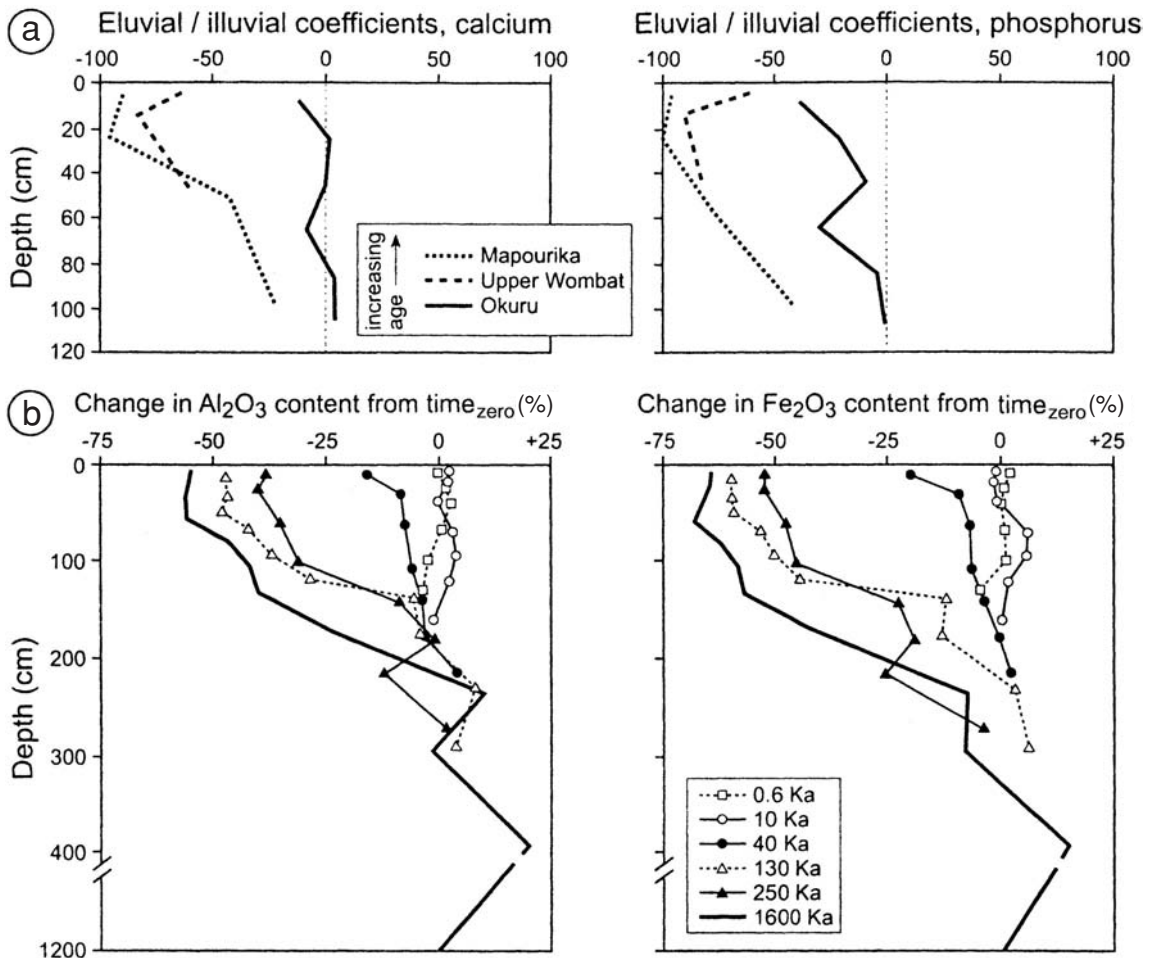 a
Eluvial / illuvial coefficients, calcium
-100 -50 0 50 100
0
20
40
60
80
100
120
Depth (cm)
increasing age
Mapourika
Upper Wombat
Okuru
Eluvial / illuvial coefficients, phosphorus
-100 -50 0 50 100
b
Change in Al2O3 content from timezero (%)
-75 -50 -25 0 +25
0
100
200
300
400
1200
Depth (cm)
Change in Fe2O3 content from timezero (%)
-75 -50 -25 0 +25
0.6 Ka
10 Ka
40 Ka
130 Ka
250 Ka
1600 Ka